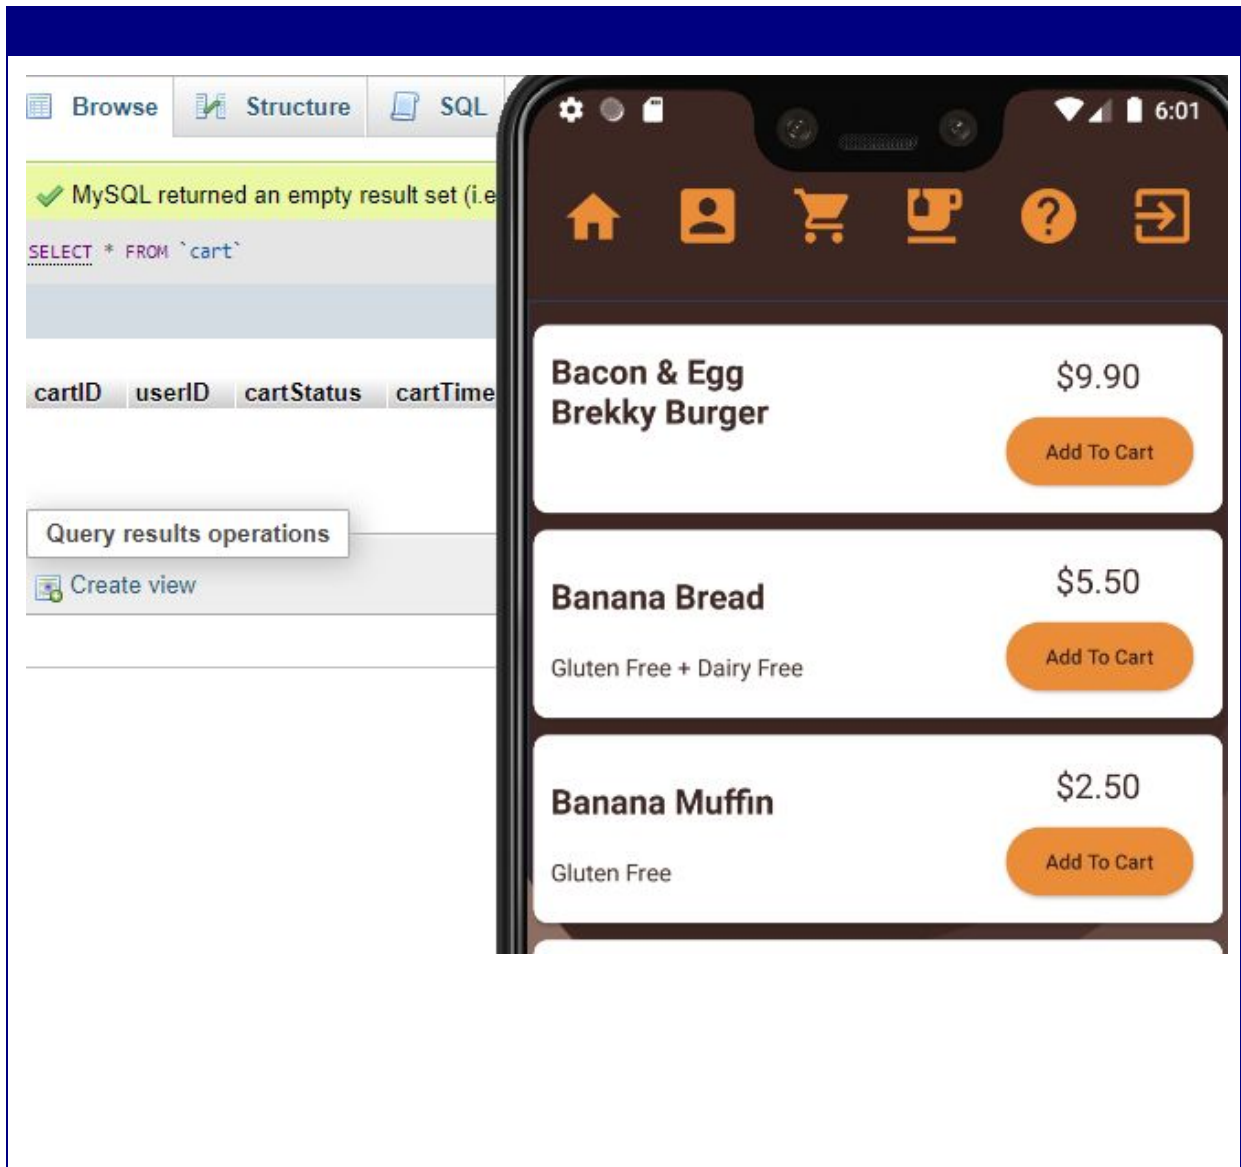 Browse Structure SQL
MySQL returned an empty result set (i.e
SELECT * FROM `cart`
cartID userID cartStatus cartTime
Query results operations
Create view
6:01
Bacon & Egg
Brekky Burger
$9.90
Add To Cart
Banana Bread
$5.50
Gluten Free + Dairy Free
Add To Cart
Banana Muffin
$2.50
Gluten Free
Add To Cart